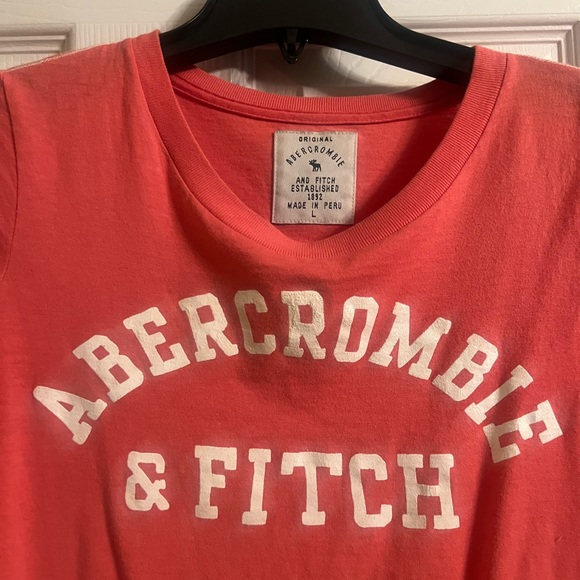 ORIGINAL
ABERCROMBIE
AND FITCH
ESTABLISHED
1892
MADE IN PERU
L
ABERCROMBIE
& FITCH